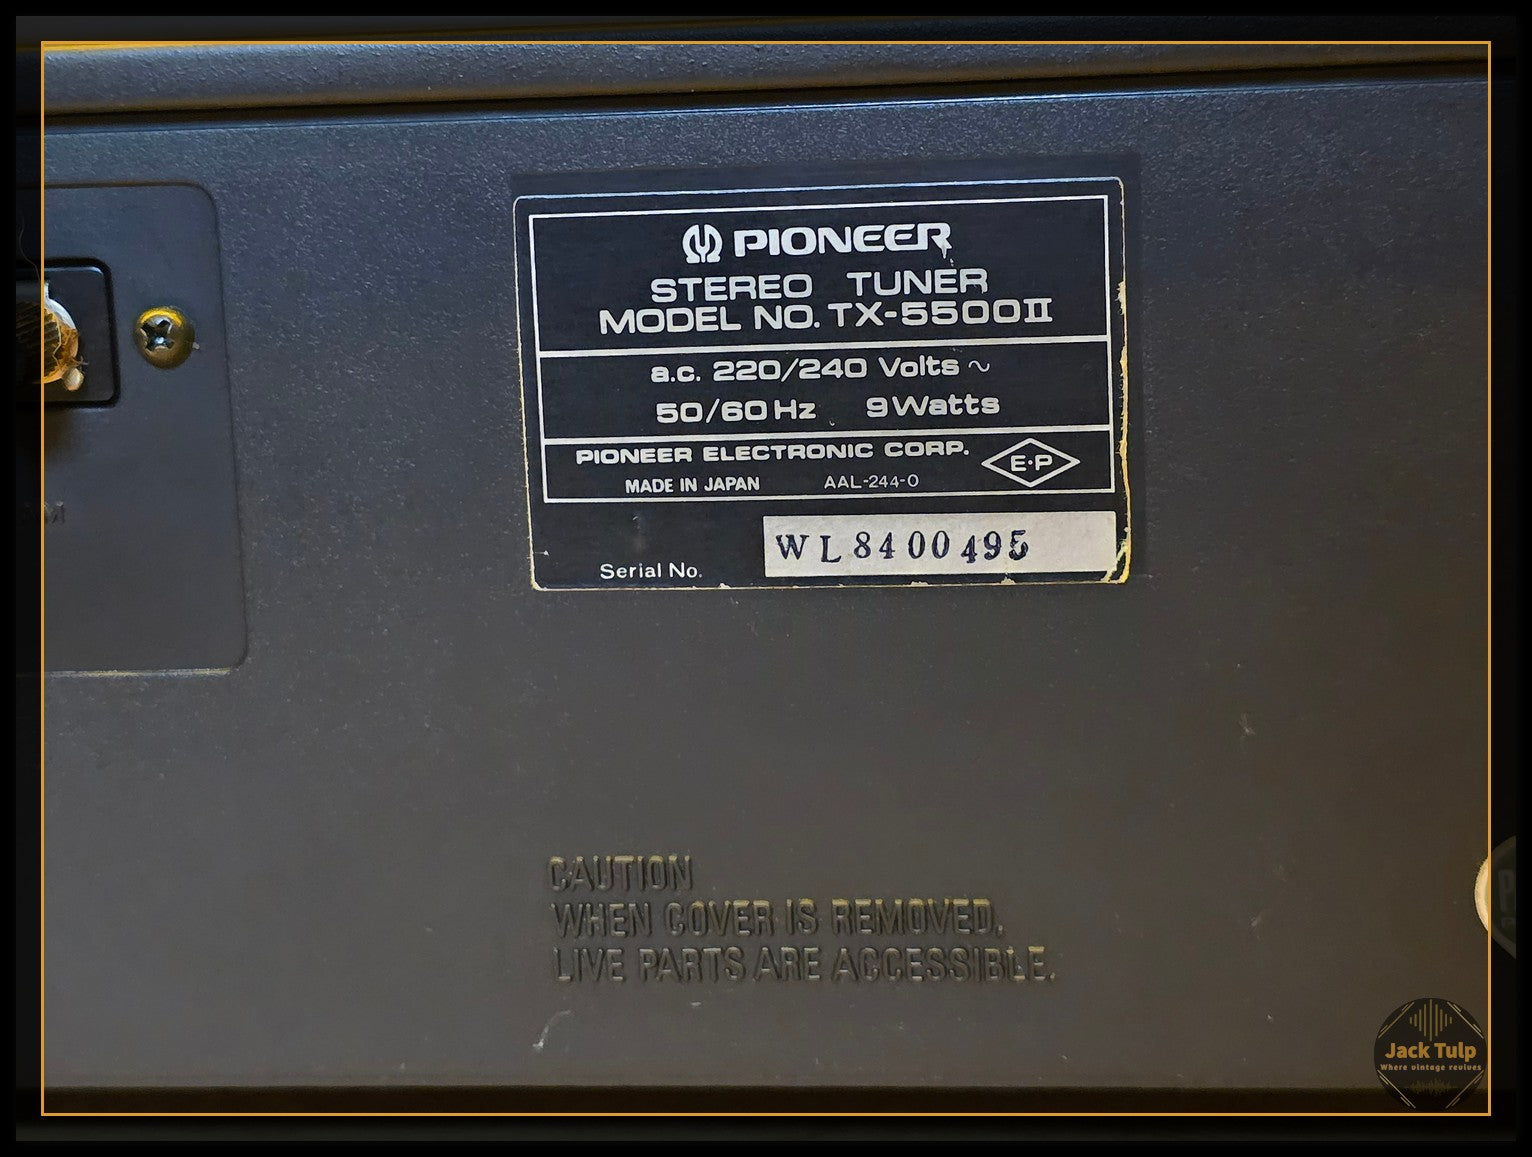 PIONEER
STEREO TUNER
MODEL NO. TX-5500II
a.c. 220/240 Volts ~
50/60Hz 9Watts
PIONEER ELECTRONIC CORP.
E·P
MADE IN JAPAN AAL-244-0
Serial No. WL8400495
CAUTION
WHEN COVER IS REMOVED,
LIVE PARTS ARE ACCESSIBLE.
Jack Tulp
Where vintage revives